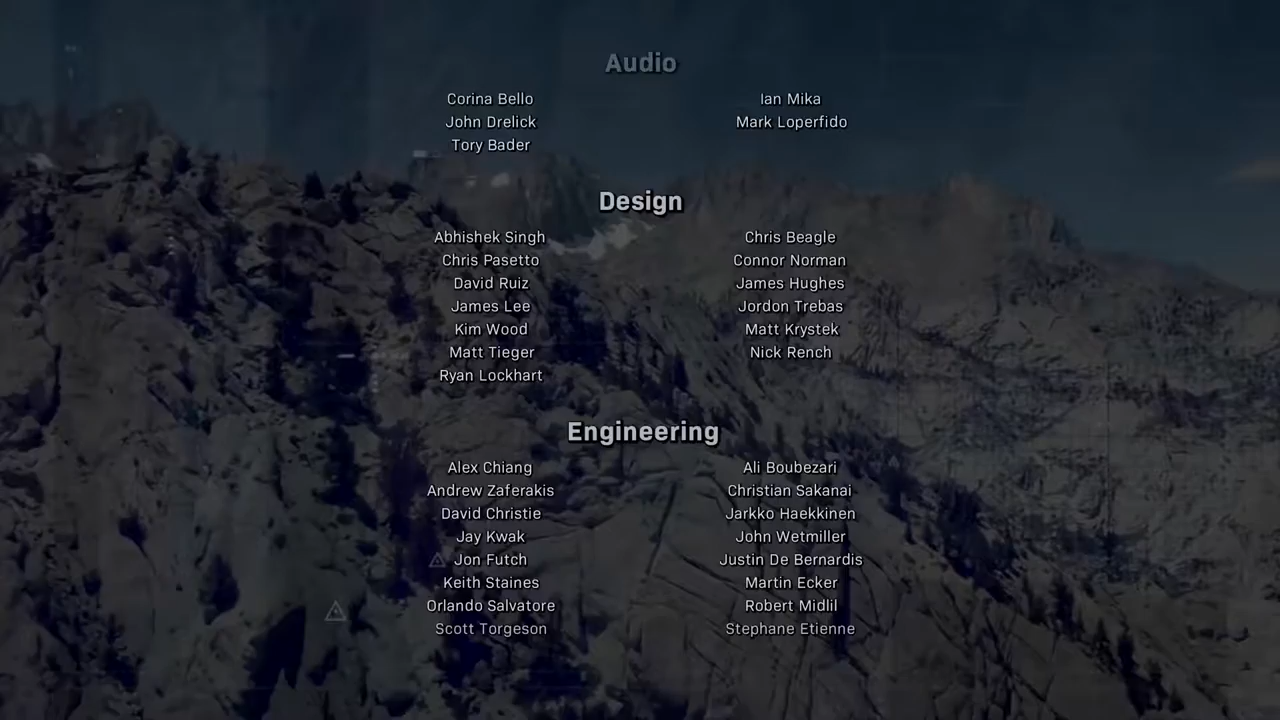 Audio
Corina Bello Ian Mika
John Drelick Mark Loperfido
Tory Bader
Design
Abhishek Singh Chris Beagle
Chris Pasetto Connor Norman
David Ruiz James Hughes
James Lee Jordon Trebas
Kim Wood Matt Krystek
Matt Tieger Nick Rench
Ryan Lockhart
Engineering
Alex Chiang Ali Boubezari
Andrew Zaferakis Christian Sakanai
David Christie Jarkko Haekkinen
Jay Kwak John Wetmiller
Jon Futch Justin De Bernardis
Keith Staines Martin Ecker
Orlando Salvatore Robert Midlil
Scott Torgeson Stephane Etienne